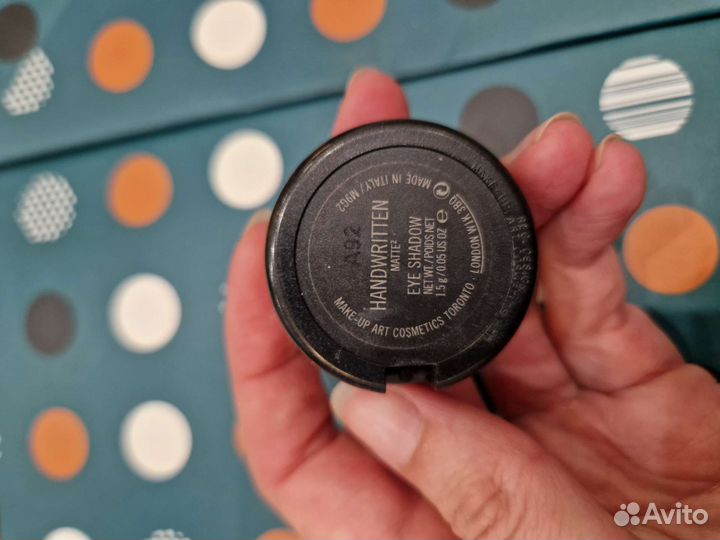 MADE IN ITALY / N0G2
A92
HANDWRITTEN
MATTE²
EYE SHADOW
NET WT. / POIDS NET
1.5 g / 0.05 US OZ e
MAKE-UP ART COSMETICS TORONTO · LONDON W1K 3BQ
Avito